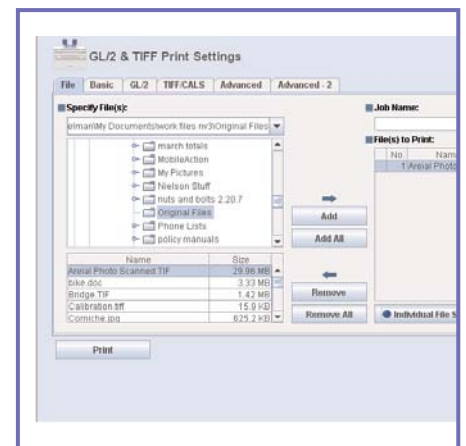 GL/2 & TIFF Print Settings
File Basic GL/2 TIFF/CALS Advanced Advanced - 2
Specify File(s):
elman\My Documents\work files nv3\Original Files
march totals
MobileAction
My Pictures
Nielson Stuff
nuts and bolts 2.20.7
Original Files
Phone Lists
policy manuals
Name Size
Areial Photo Scanned.TIF 29.96 MB
bike.doc 3.33 MB
Bridge.TIF 1.42 MB
Calibration.tiff 15.9 KB
Corniche.jpg 625.2 KB
Add
Add All
Remove
Remove All
Job Name:
File(s) to Print:
No. Nam
1 Areial Photo
Individual File S
Print